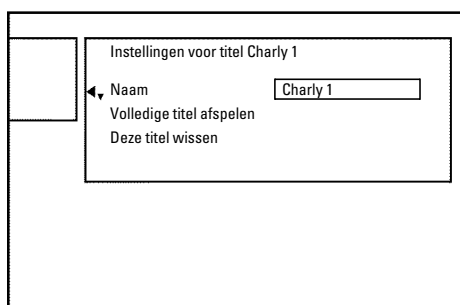 Instellingen voor titel Charly 1
Naam Charly 1
Volledige titel afspelen
Deze titel wissen